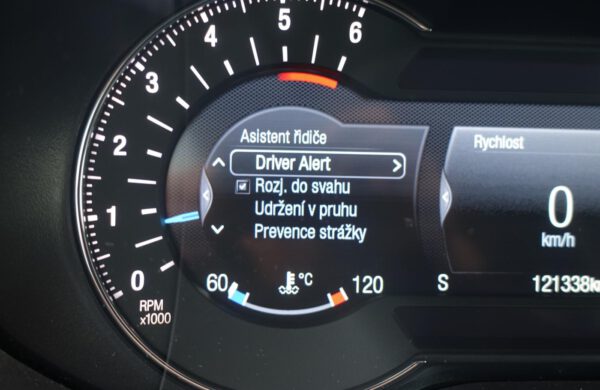 5
4
6
3
2
1
0
RPM
x1000
Asistent řidiče
Driver Alert
Rozj. do svahu
Udržení v pruhu
Prevence strážky
60
°C
120
Rychlost
0
km/h
S
121338km